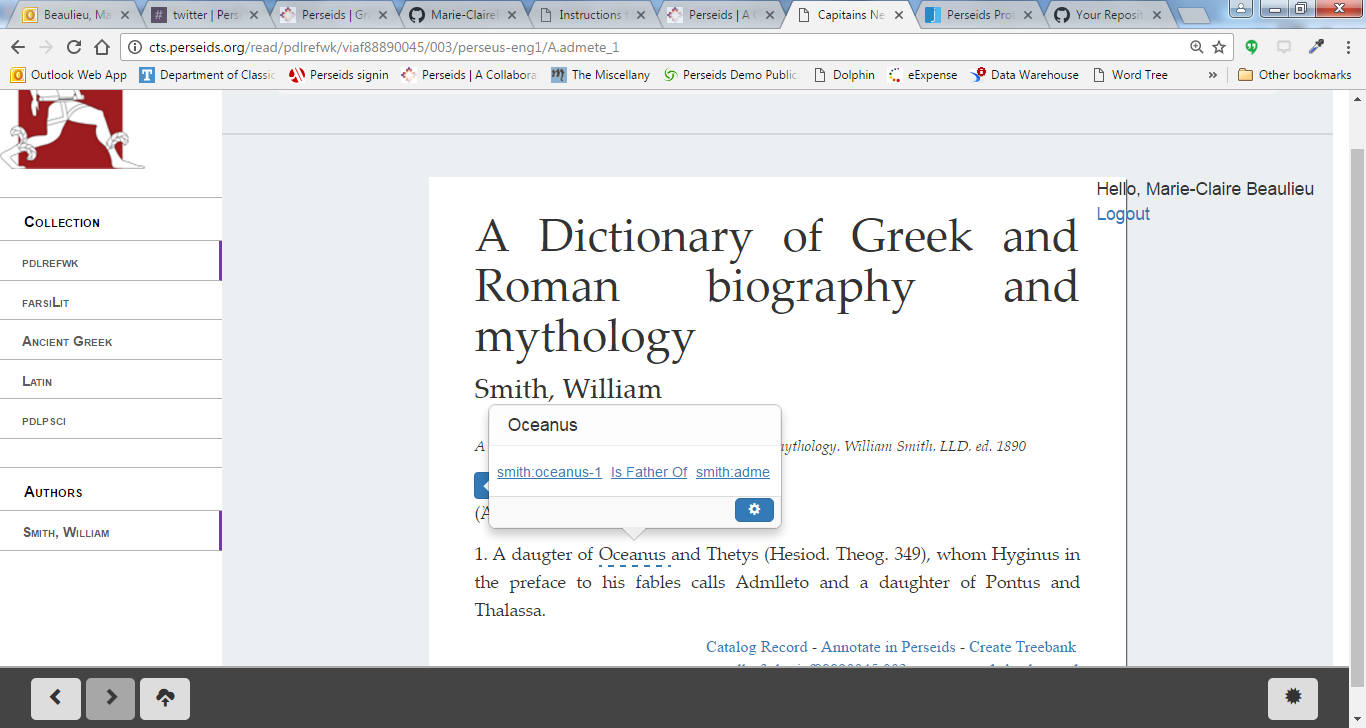 Beaulieu, Ma
twitter | Pers
Perseids | Gr
Marie-Clairel
Instructions t
Perseids | A C
Capitains Ne
Perseids Prot
Your Reposit
cts.perseids.org/read/pdlrefwk/viaf88890045/003/perseus-eng1/A.admete_1
Outlook Web App
Department of Classic
Perseids signin
Perseids | A Collabora
The Miscellany
Perseids Demo Public
Dolphin
eExpense
Data Warehouse
Word Tree
»
Other bookmarks
Collection
pdlrefwk
farsiLit
Ancient Greek
Latin
pdlpsci
Authors
Smith, William
Hello, Marie-Claire Beaulieu
Logout
A Dictionary of Greek and
Roman biography and
mythology
Smith, William
Oceanus
A
ythology. William Smith, LLD, ed. 1890
smith:oceanus-1 Is Father Of smith:adme
(Ἀ
1. A daugter of Oceanus and Thetys (Hesiod. Theog. 349), whom Hyginus in
the preface to his fables calls Admlleto and a daughter of Pontus and
Thalassa.
Catalog Record - Annotate in Perseids - Create Treebank